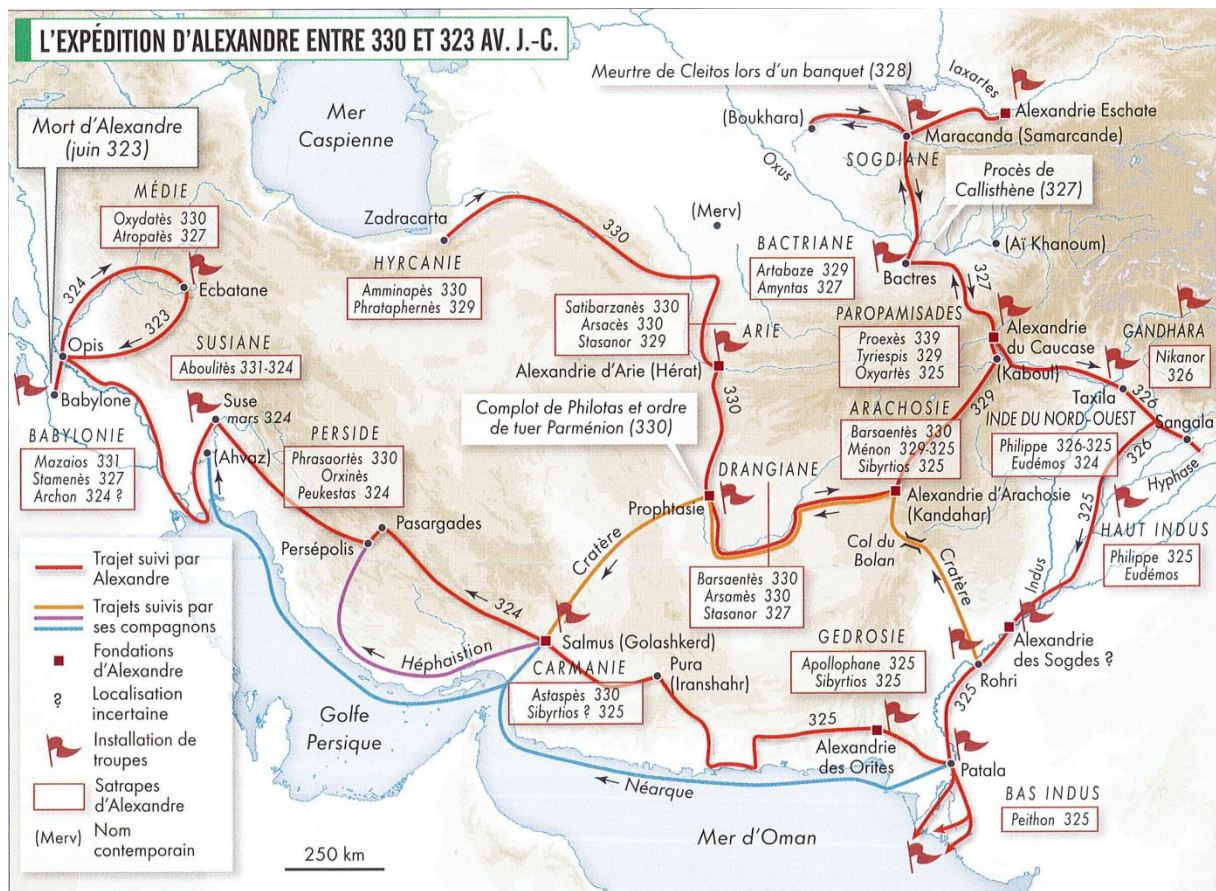 L'EXPÉDITION D'ALEXANDRE ENTRE 330 ET 323 AV. J.-C.
Mort d'Alexandre
(juin 323)
Mer
Caspienne
Meurtre de Cleitos lors d'un banquet (328)
Iaxartes
Alexandrie Eschate
(Boukhara)
Maracanda (Samarcande)
SOGDIANE
Oxus
Procès de
Callisthène (327)
MÉDIE
Oxydatès 330
Atropatès 327
Zadracarta
330
(Merv)
(Aï Khanoum)
HYRCANIE
Amminapès 330
Phrataphernès 329
BACTRIANE
Artabaze 329
Amyntas 327
Bactres
327
324
Ecbatane
323
Opis
Babylone
SUSIANE
Aboulitès 331-324
Satibarzanès 330
Arsacès 330
Stasanor 329
ARIE
Alexandrie d'Arie (Hérat)
330
PAROPAMISADES
Proexès 339
Tyriespis 329
Oxyartès 325
Alexandrie
du Caucase
(Kaboul)
GANDHARA
Nikanor
326
Taxila
326
Sangala
Hyphase
Suse
mars 324
(Ahvaz)
BABYLONIE
Mazaios 331
Stamenès 327
Archon 324 ?
PERSIDE
Phrasaortès 330
Orxinès
Peukestas 324
Complot de Philotas et ordre
de tuer Parménion (330)
ARACHOSIE
Barsaentès 330
Ménon 329-325
Sibyrtios 325
329
INDE DU NORD-OUEST
Philippe 326-325
Eudémos 324
326
325
DRANGIANE
Prophtasie
Alexandrie d'Arachosie
(Kandahar)
Pasargades
Persépolis
Cratère
Col du
Bolan
Cratère
Indus
HAUT INDUS
Philippe 325
Eudémos
Barsaentès 330
Arsamès 330
Stasanor 327
324
Héphaistion
Salmus (Golashkerd)
CARMANIE
Astaspès 330
Sibyrtios ? 325
Pura
(Iranshahr)
GEDROSIE
Apollophane 325
Sibyrtios 325
Alexandrie
des Sogdes ?
Rohri
325
325
Alexandrie
des Orites
Patala
Golfe
Persique
Néarque
BAS INDUS
Peithon 325
Mer d'Oman
Trajet suivi par
Alexandre
Trajets suivis par
ses compagnons
Fondations
d'Alexandre
? Localisation
incertaine
Installation de
troupes
Satrapes
d'Alexandre
(Merv) Nom
contemporain
250 km